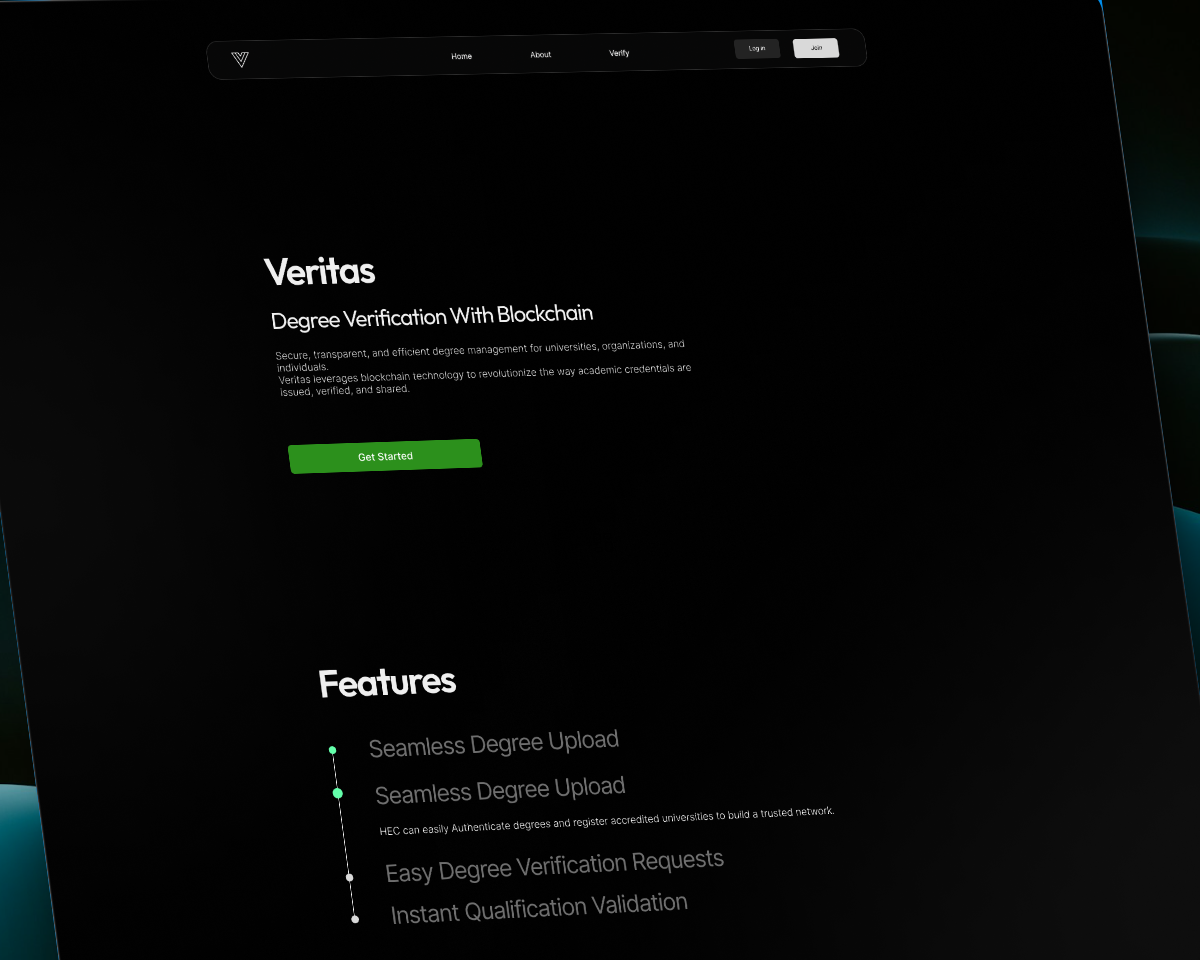 Home About Verify Log in Join
Veritas
Degree Verification With Blockchain
Secure, transparent, and efficient degree management for universities, organizations, and
individuals.
Veritas leverages blockchain technology to revolutionize the way academic credentials are
issued, verified, and shared.
Get Started
Features
Seamless Degree Upload
Seamless Degree Upload
HEC can easily Authenticate degrees and register accredited universities to build a trusted network.
Easy Degree Verification Requests
Instant Qualification Validation